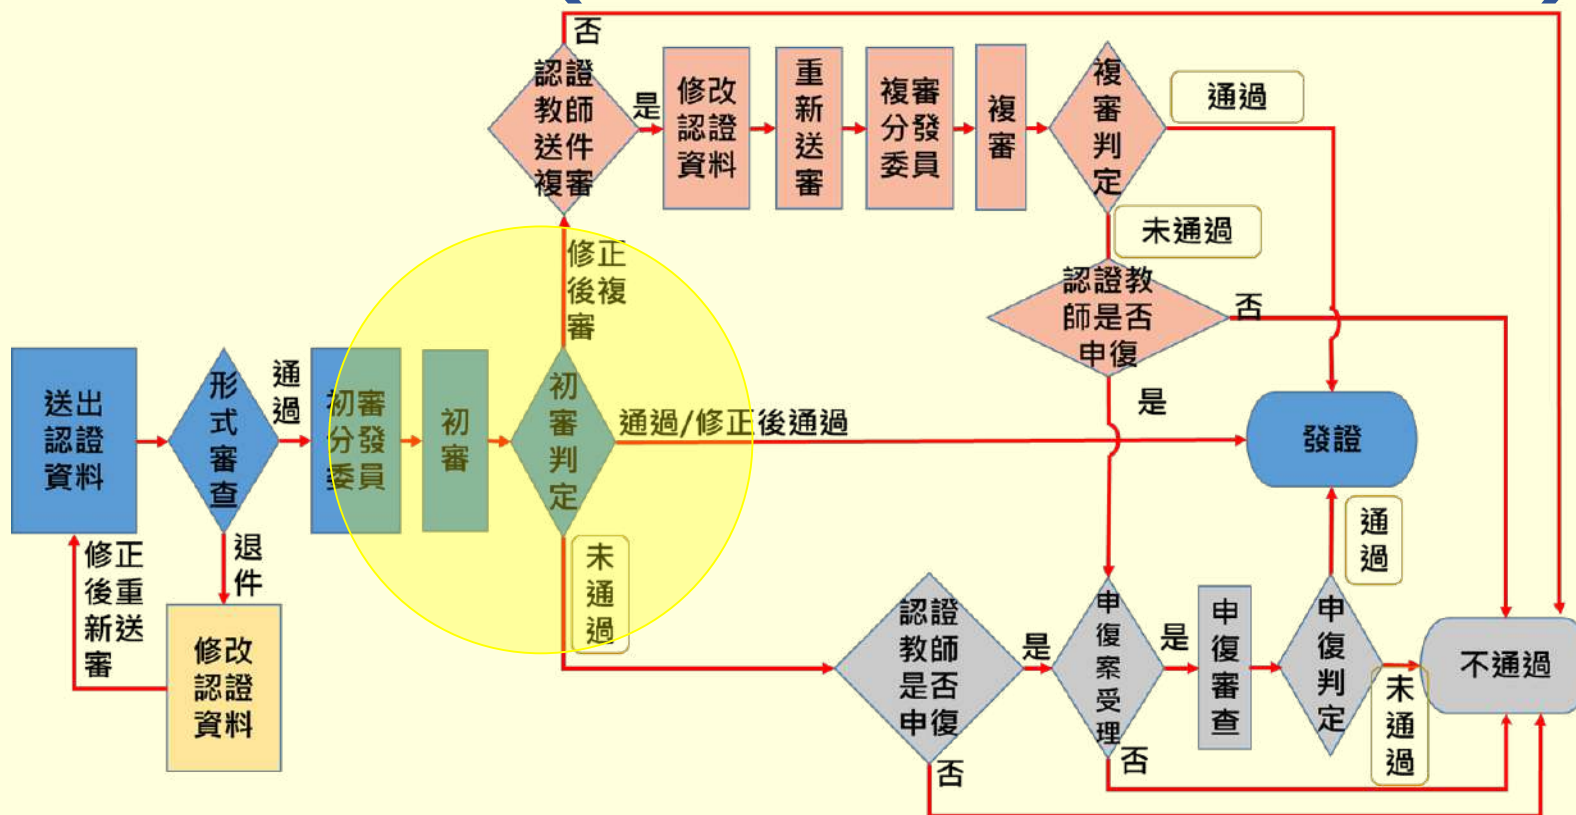 否
認證
教師
送件
複審
是
修改
認證
資料
重
新
送
審
複審
分發
委員
複
審
複
審
判
定
通過
未通過
認證教
師是否
申復
否
是
修正
後複
審
送出
認證
資料
形
式
審
查
通
過
初審
分發
委員
初
審
初
審
判
定
通過/修正後通過
發證
退
件
修正
後重
新送
審
修改
認證
資料
未
通
過
認證
教師
是否
申復
是
否
申
復
案
受
理
是
否
申
復
審
查
申
復
判
定
通
過
未
通
過
不通過